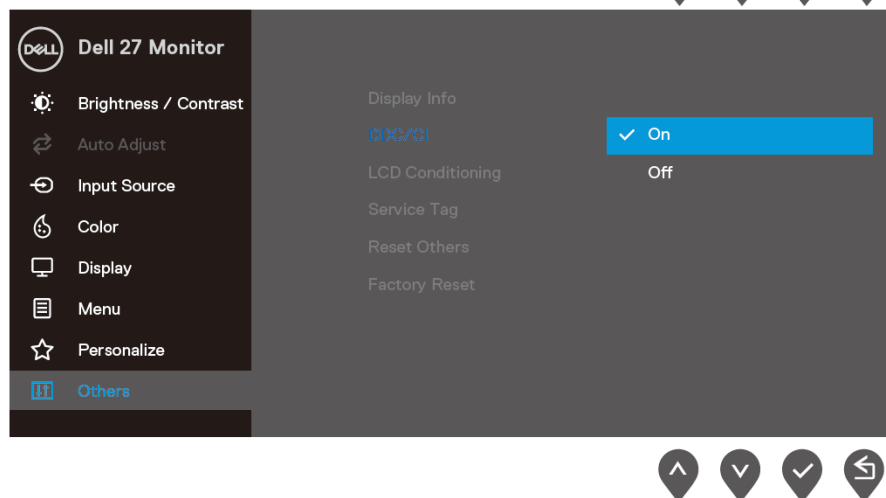 DELL
Dell 27 Monitor
Brightness / Contrast
Auto Adjust
Input Source
Color
Display
Menu
Personalize
Others
Display Info
DDC/CI
LCD Conditioning
Service Tag
Reset Others
Factory Reset
On
Off